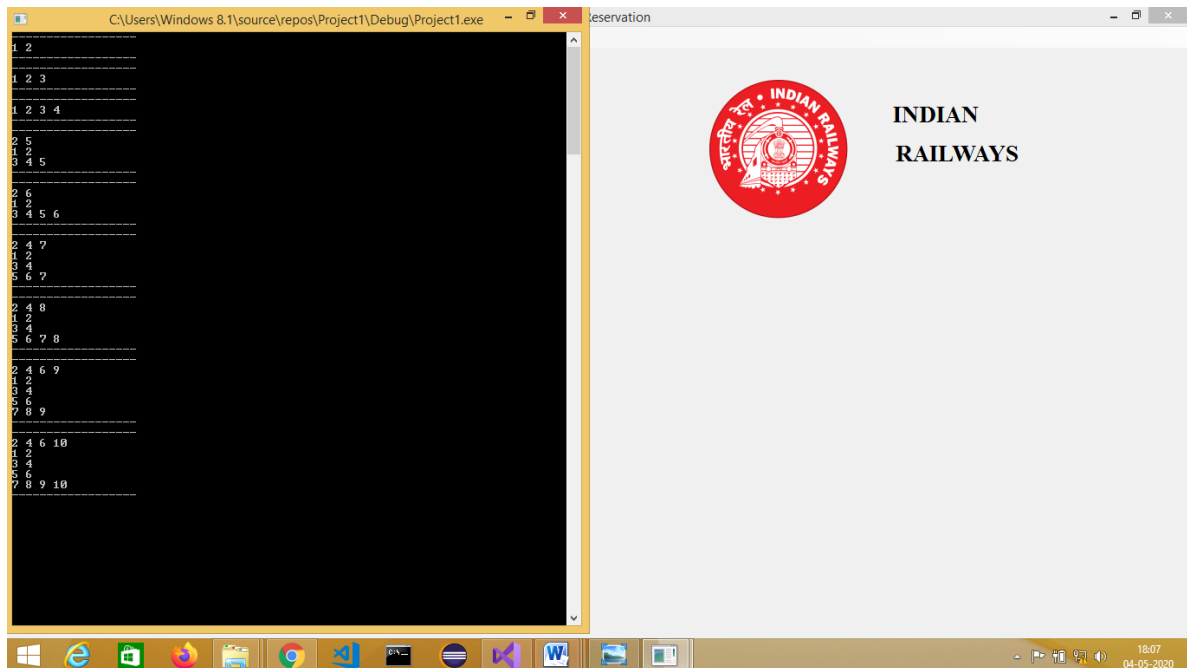 C:\Users\Windows 8.1\source\repos\Project1\Debug\Project1.exe
eservation
------------------
1 2
------------------
------------------
1 2 3
------------------
------------------
1 2 3 4
------------------
------------------
2 5
1 2
3 4 5
------------------
------------------
2 6
1 2
3 4 5 6
------------------
------------------
2 4 7
1 2
3 4
5 6 7
------------------
------------------
2 4 8
1 2
3 4
5 6 7 8
------------------
------------------
2 4 6 9
1 2
3 4
5 6
7 8 9
------------------
------------------
2 4 6 10
1 2
3 4
5 6
7 8 9 10
------------------
भारतीय रेल • INDIAN RAILWAYS
INDIAN
RAILWAYS
18:07
04-05-2020